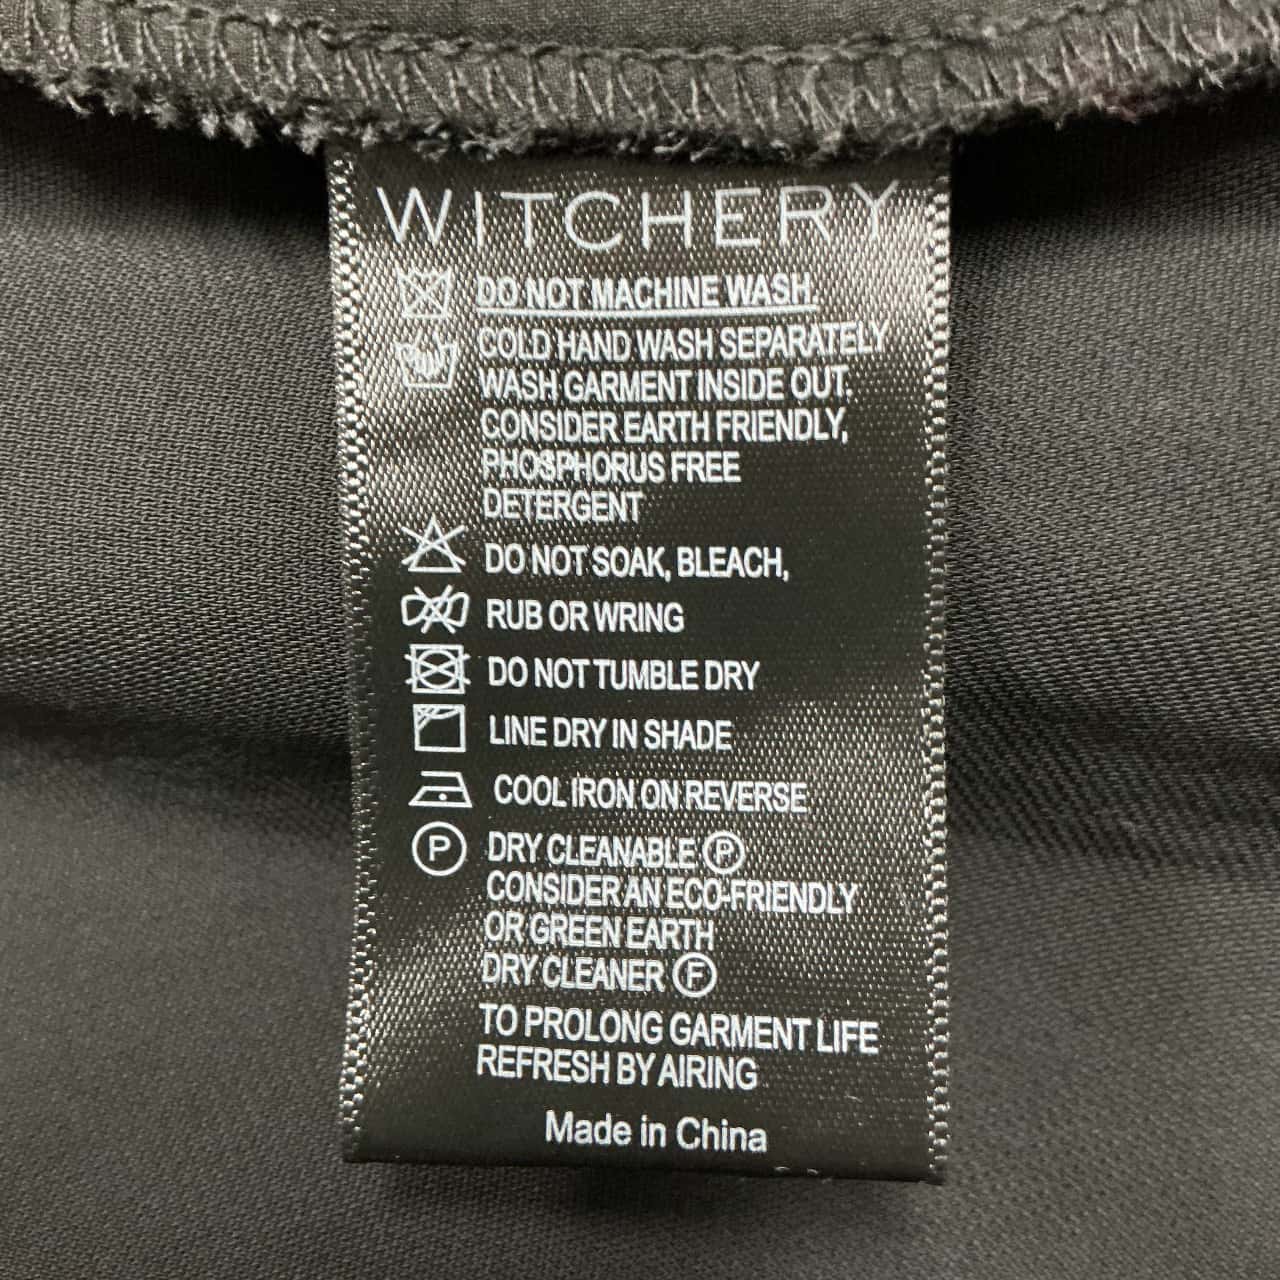 WITCHERY
DO NOT MACHINE WASH
COLD HAND WASH SEPARATELY
WASH GARMENT INSIDE OUT.
CONSIDER EARTH FRIENDLY,
PHOSPHORUS FREE
DETERGENT
DO NOT SOAK, BLEACH,
RUB OR WRING
DO NOT TUMBLE DRY
LINE DRY IN SHADE
COOL IRON ON REVERSE
P DRY CLEANABLE P
CONSIDER AN ECO-FRIENDLY
OR GREEN EARTH
DRY CLEANER F
TO PROLONG GARMENT LIFE
REFRESH BY AIRING
Made in China